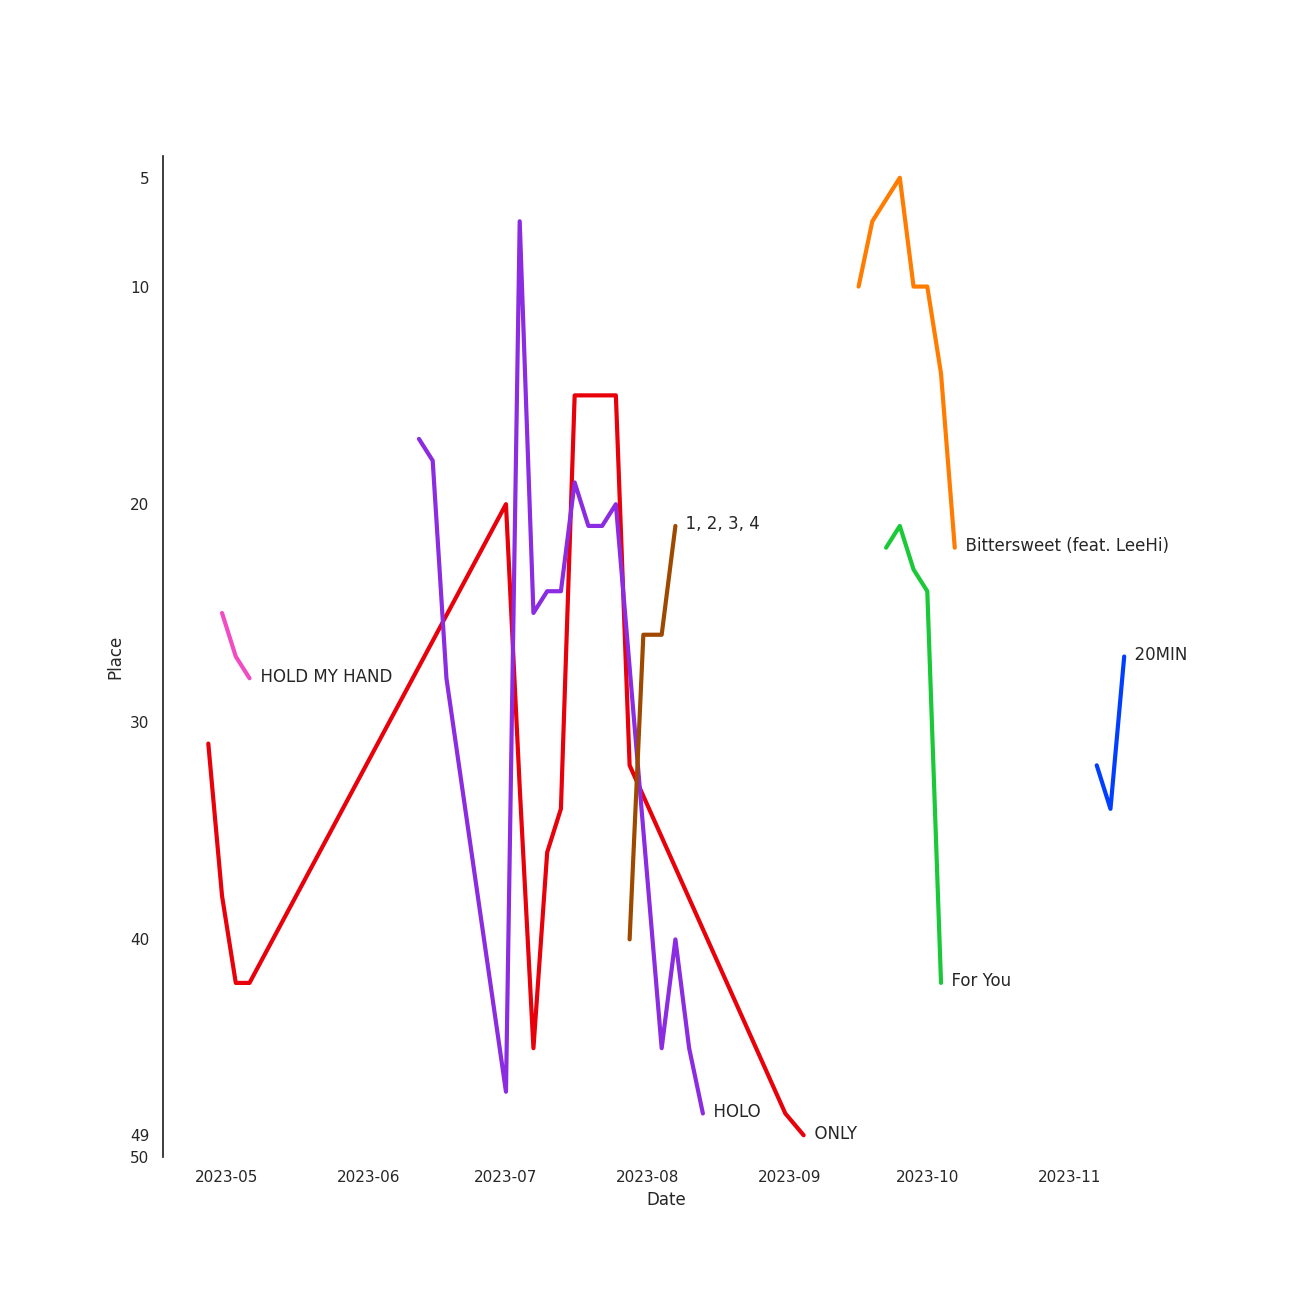 5
10
20
30
40
49
50
Place
1, 2, 3, 4
Bittersweet (feat. LeeHi)
20MIN
HOLD MY HAND
For You
HOLO
ONLY
2023-05 2023-06 2023-07 2023-08 2023-09 2023-10 2023-11
Date